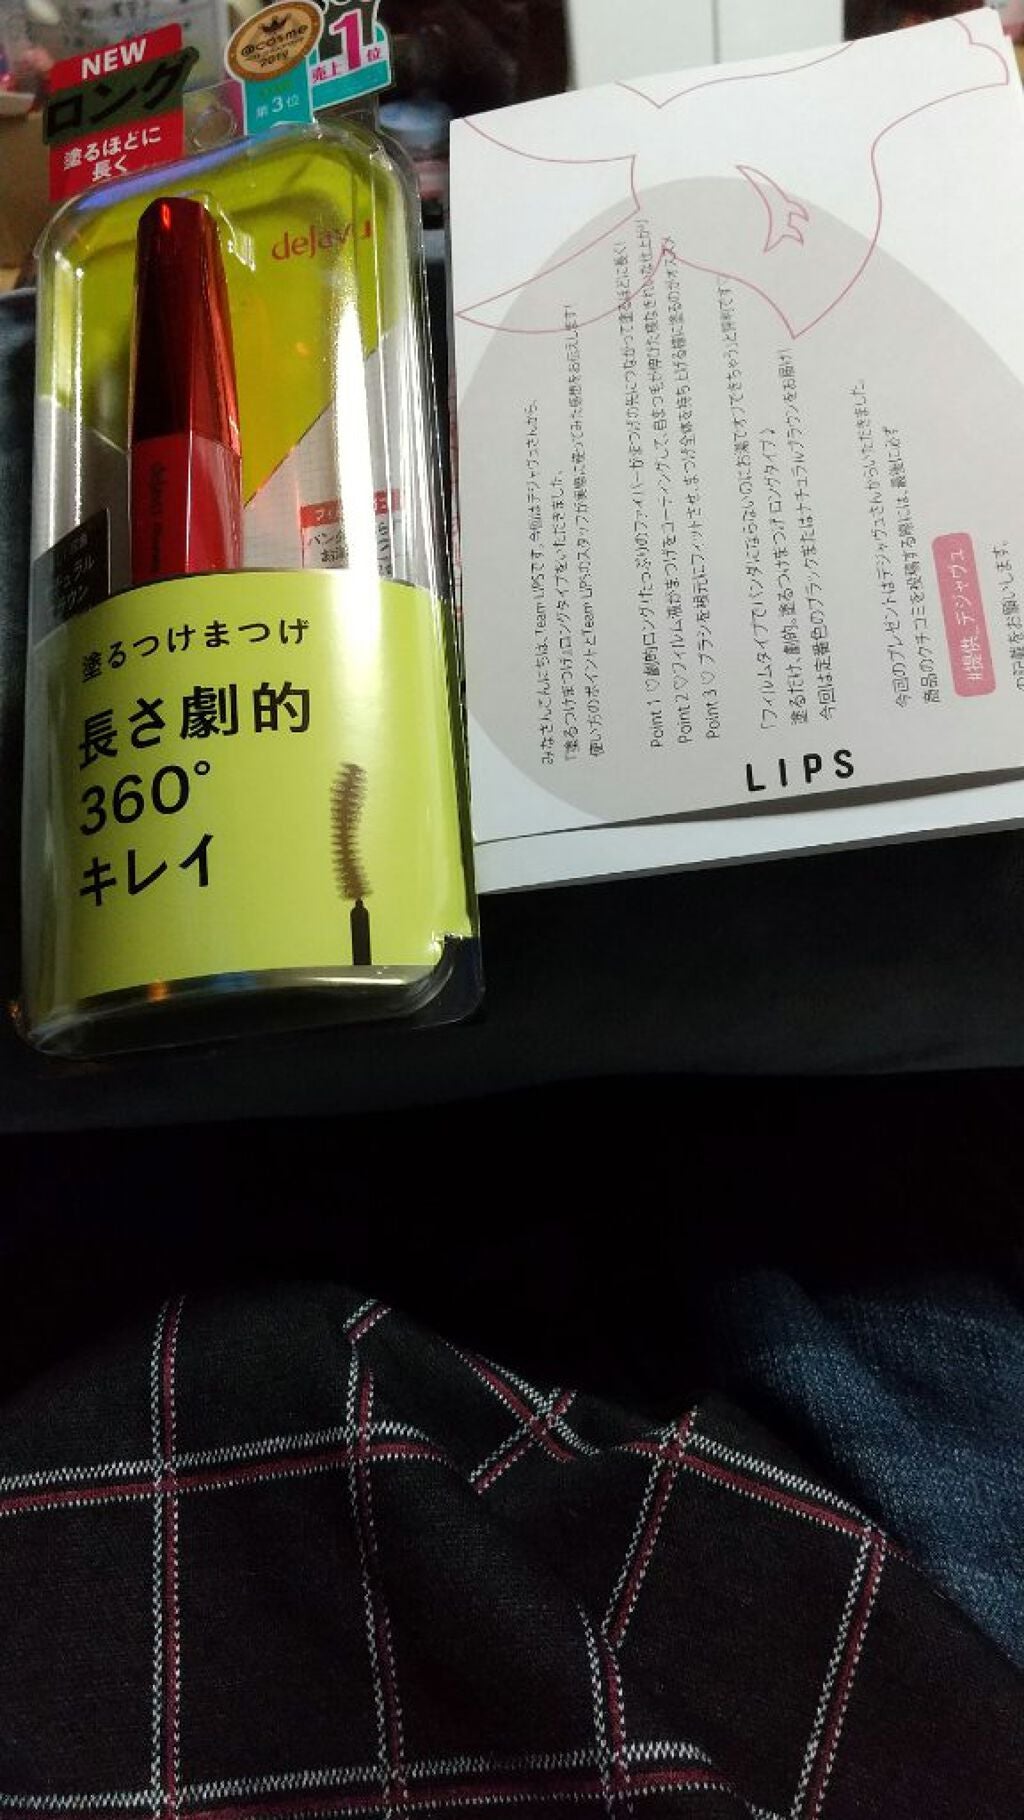 NEW
ロング
塗るほどに
長く
@cosme
2019
第3位
売上1位
dejavu
塗るつけまつげ
長さ劇的
360°
キレイ
みなさんこんにちは、Team LIPSです。今回はデジャヴュさんから、
『塗るつけまつげ』ロングタイプをいただきました。
使い方のポイントとTeam LIPSのスタッフが実際に使ってみた感想をお伝えします!
Point 1 ♡ 劇的ロング!たっぷりのファイバーがまつげの先につながって塗るほどに長く!
Point 2 ♡ フィルム液がまつげをコーティングして、自まつ毛が伸びた様なきれいな仕上がり
Point 3 ♡ ブラシを根元にフィットさせ、まつげ全体を持ち上げる様に塗るのがオススメ
「フィルムタイプでパンダにならないのにお湯でオフできちゃう」と評判です
塗るだけ、劇的。塗るつけまつげ ロングタイプ♪
今回は定番色のブラックまたはナチュラルブラウンをお届け!
今回のプレゼントはデジャヴュさんからいただきました。
商品のクチコミを投稿する際には、最後に必ず
#提供_デジャヴュ
の記載をお願いします。
LIPS